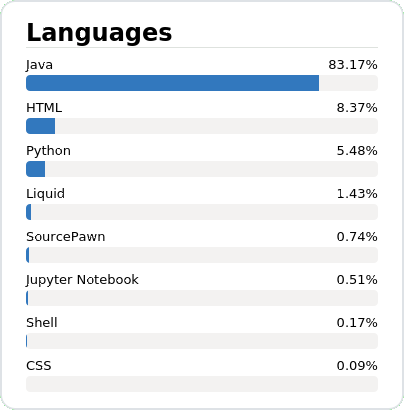 Languages
Java 83.17%
HTML 8.37%
Python 5.48%
Liquid 1.43%
SourcePawn 0.74%
Jupyter Notebook 0.51%
Shell 0.17%
CSS 0.09%